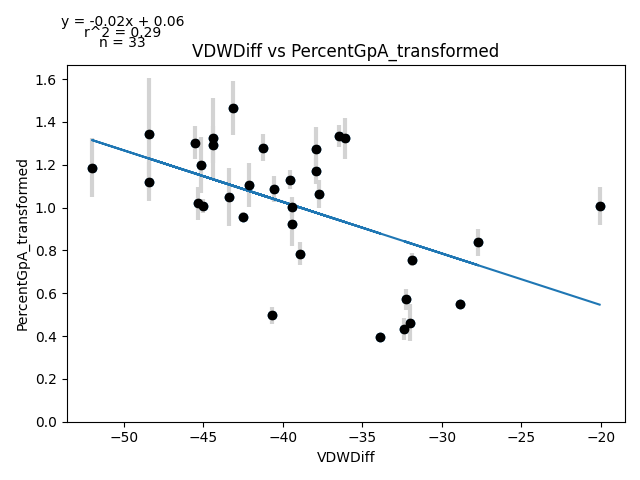 y = -0.02x + 0.06
r^2 = 0.29
n = 33
VDWDiff vs PercentGpA_transformed
PercentGpA_transformed
1.6
1.4
1.2
1.0
0.8
0.6
0.4
0.2
0.0
−50
−45
−40
−35
−30
−25
−20
VDWDiff